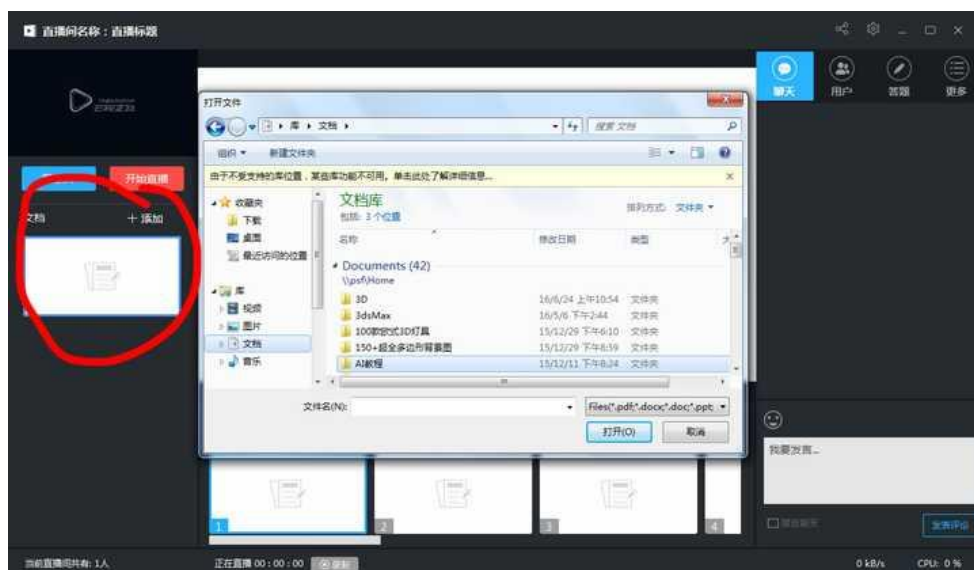 直播间名称：直播标题
聊天
用户
答题
更多
开始直播
文档
+ 添加
打开文件
库 ▸ 文档 ▸
搜索 文档
组织
新建文件夹
由于不受支持的库位置，某些库功能不可用，单击此处了解详细信息...
收藏夹
下载
桌面
最近访问的位置
库
视频
图片
文档
音乐
文档库
包括: 3 个位置
排列方式: 文件夹
名称
修改日期
类型
大
Documents (42)
\\psf\Home
3D 16/6/24 上午10:54 文件夹
3dsMax 16/5/6 下午2:44 文件夹
100款欧式3D灯具 15/12/29 下午6:10 文件夹
150+超全多边形背景图 15/12/29 下午6:59 文件夹
AI教程 15/12/11 下午6:24 文件夹
文件名(N):
Files(*.pdf;*.docx;*.doc;*.ppt;
打开(O)
取消
我要发言...
1
2
3
4
发表评论
当前直播间共有: 1人
正在直播 00:00:00
0 kB/s
CPU: 0 %